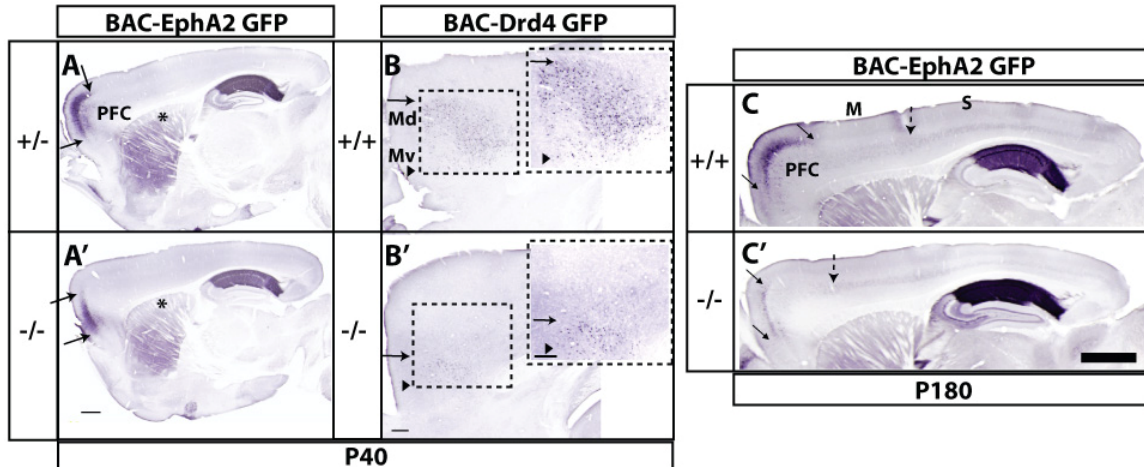 BAC-EphA2 GFP
BAC-Drd4 GFP
+/-
A
PFC
*
+/+
B
Md
Mv
-/-
A'
*
-/-
B'
P40
BAC-EphA2 GFP
+/+
C
M
S
PFC
-/-
C'
P180